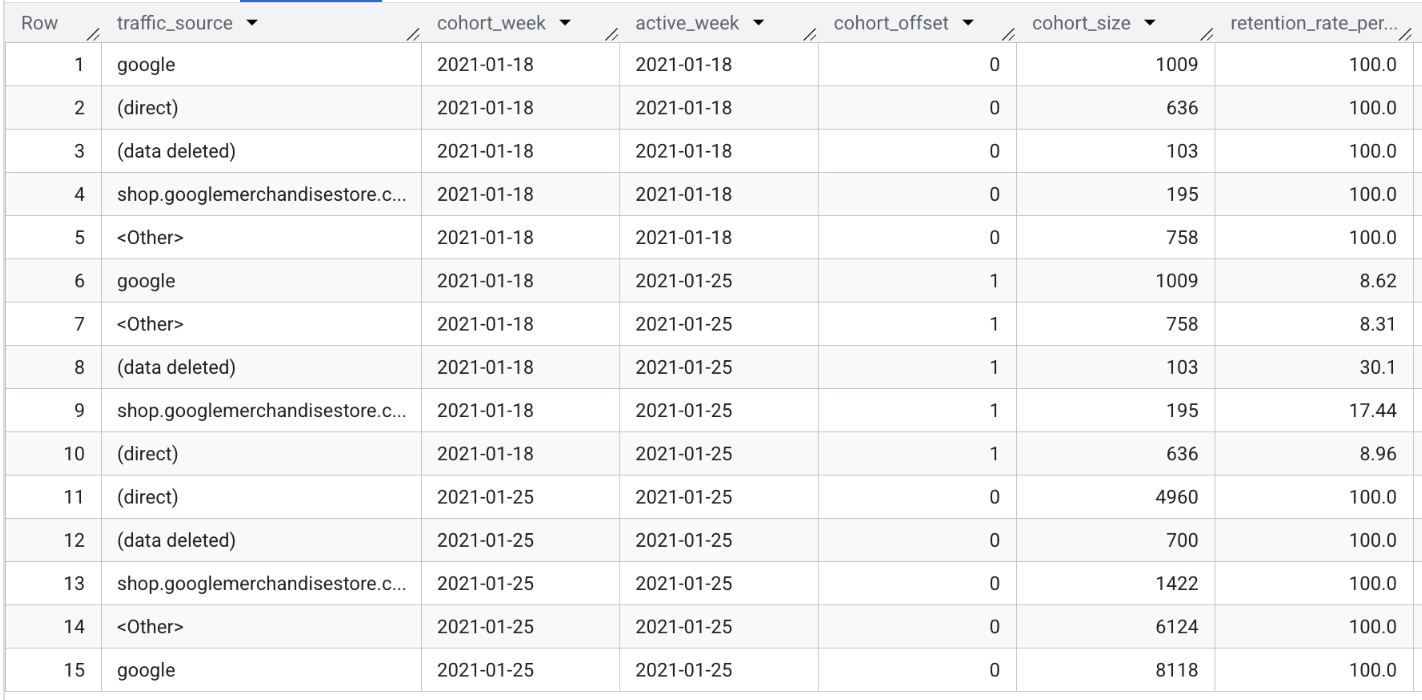 Row traffic_source cohort_week active_week cohort_offset cohort_size retention_rate_per...
1 google 2021-01-18 2021-01-18 0 1009 100.0
2 (direct) 2021-01-18 2021-01-18 0 636 100.0
3 (data deleted) 2021-01-18 2021-01-18 0 103 100.0
4 shop.googlemerchandisestore.c... 2021-01-18 2021-01-18 0 195 100.0
5 <Other> 2021-01-18 2021-01-18 0 758 100.0
6 google 2021-01-18 2021-01-25 1 1009 8.62
7 <Other> 2021-01-18 2021-01-25 1 758 8.31
8 (data deleted) 2021-01-18 2021-01-25 1 103 30.1
9 shop.googlemerchandisestore.c... 2021-01-18 2021-01-25 1 195 17.44
10 (direct) 2021-01-18 2021-01-25 1 636 8.96
11 (direct) 2021-01-25 2021-01-25 0 4960 100.0
12 (data deleted) 2021-01-25 2021-01-25 0 700 100.0
13 shop.googlemerchandisestore.c... 2021-01-25 2021-01-25 0 1422 100.0
14 <Other> 2021-01-25 2021-01-25 0 6124 100.0
15 google 2021-01-25 2021-01-25 0 8118 100.0